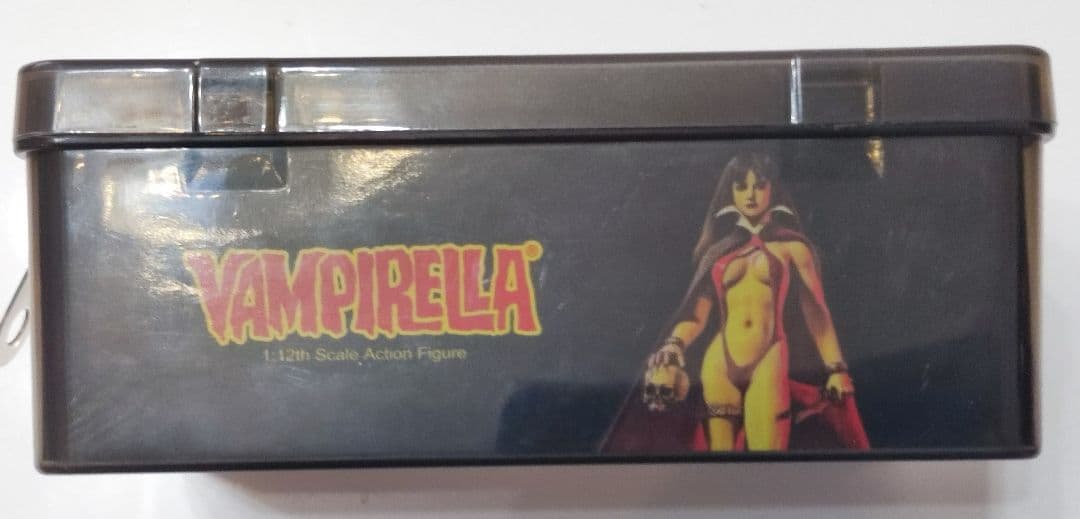 VAMPIRELLA®
1:12th Scale Action Figure